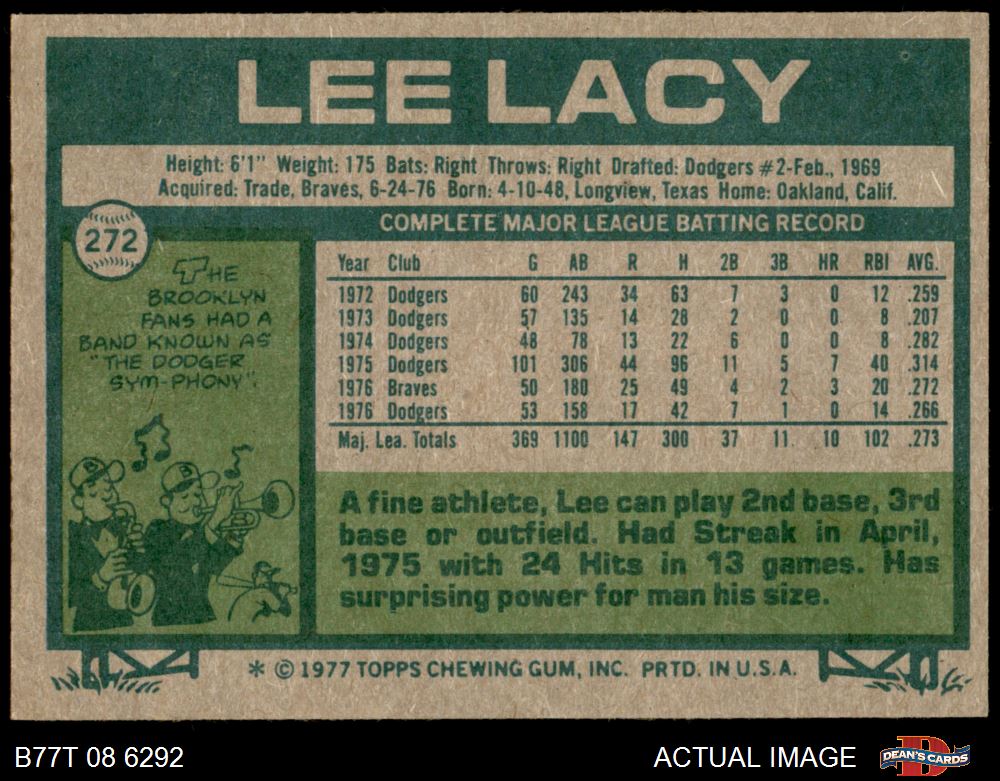 LEE LACY
Height: 6'1" Weight: 175 Bats: Right Throws: Right Drafted: Dodgers #2-Feb., 1969
Acquired: Trade, Braves, 6-24-76 Born: 4-10-48, Longview, Texas Home: Oakland, Calif.
272
COMPLETE MAJOR LEAGUE BATTING RECORD
THE
BROOKLYN
FANS HAD A
BAND KNOWN AS
"THE DODGER
SYM-PHONY".
B
B
Year Club G AB R H 2B 3B HR RBI AVG.
1972 Dodgers 60 243 34 63 7 3 0 12 .259
1973 Dodgers 57 135 14 28 2 0 0 8 .207
1974 Dodgers 48 78 13 22 6 0 0 8 .282
1975 Dodgers 101 306 44 96 11 5 7 40 .314
1976 Braves 50 180 25 49 4 2 3 20 .272
1976 Dodgers 53 158 17 42 7 1 0 14 .266
Maj. Lea. Totals 369 1100 147 300 37 11 10 102 .273
A fine athlete, Lee can play 2nd base, 3rd
base or outfield. Had Streak in April,
1975 with 24 Hits in 13 games. Has
surprising power for man his size.
* © 1977 TOPPS CHEWING GUM, INC. PRTD. IN U.S.A.
B77T 08 6292
ACTUAL IMAGE
D
DEAN'S CARDS